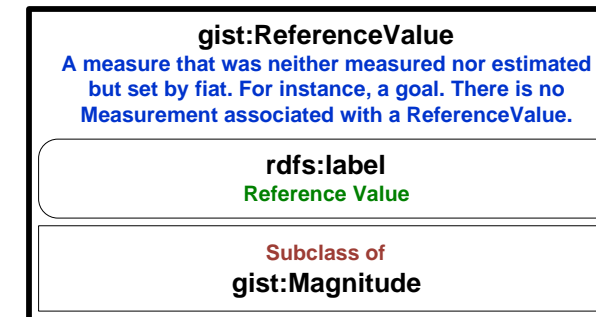 gist:ReferenceValue
A measure that was neither measured nor estimated
but set by fiat. For instance, a goal. There is no
Measurement associated with a ReferenceValue.
rdfs:label
Reference Value
Subclass of
gist:Magnitude